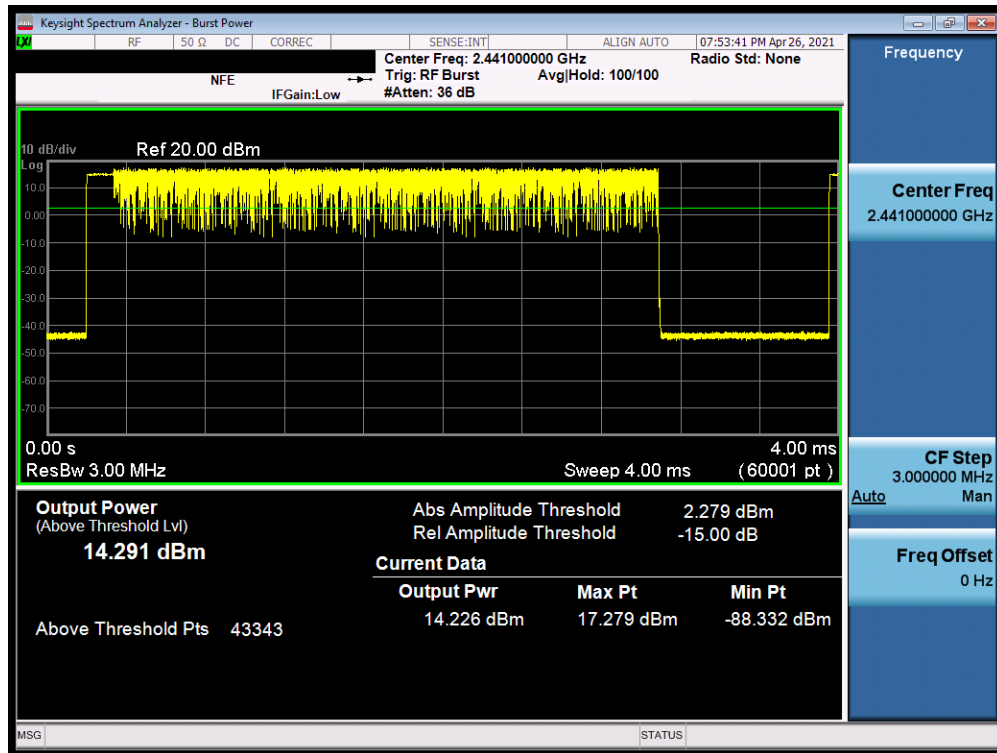 Keysight Spectrum Analyzer - Burst Power
LXI RF 50 Ω DC CORREC SENSE:INT ALIGN AUTO 07:53:41 PM Apr 26, 2021
Center Freq: 2.441000000 GHz Radio Std: None
NFE Trig: RF Burst Avg|Hold: 100/100
IFGain:Low #Atten: 36 dB
Frequency
10 dB/div Ref 20.00 dBm
Log
10.0
0.00
-10.0
-20.0
-30.0
-40.0
-50.0
-60.0
-70.0
0.00 s 4.00 ms
ResBw 3.00 MHz Sweep 4.00 ms (60001 pt )
Center Freq
2.441000000 GHz
CF Step
3.000000 MHz
Auto Man
Freq Offset
0 Hz
Output Power
(Above Threshold Lvl)
14.291 dBm
Above Threshold Pts 43343
Abs Amplitude Threshold 2.279 dBm
Rel Amplitude Threshold -15.00 dB
Current Data
Output Pwr Max Pt Min Pt
14.226 dBm 17.279 dBm -88.332 dBm
MSG STATUS